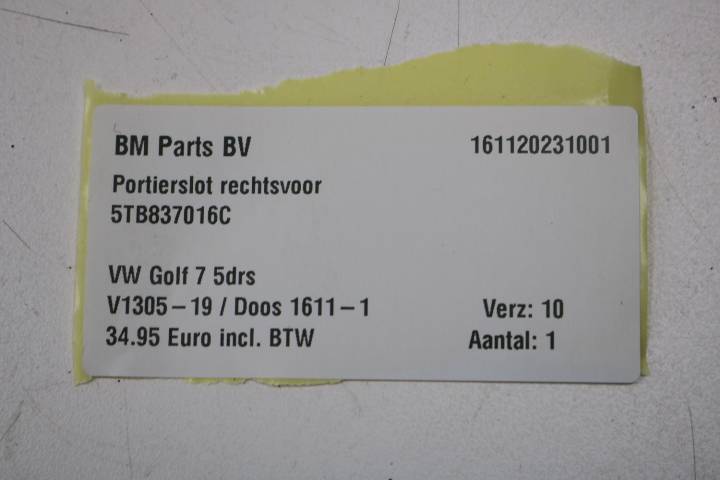 BM Parts BV 161120231001
Portierslot rechtsvoor
5TB837016C
VW Golf 7 5drs
V1305-19 / Doos 1611-1 Verz: 10
34.95 Euro incl. BTW Aantal: 1